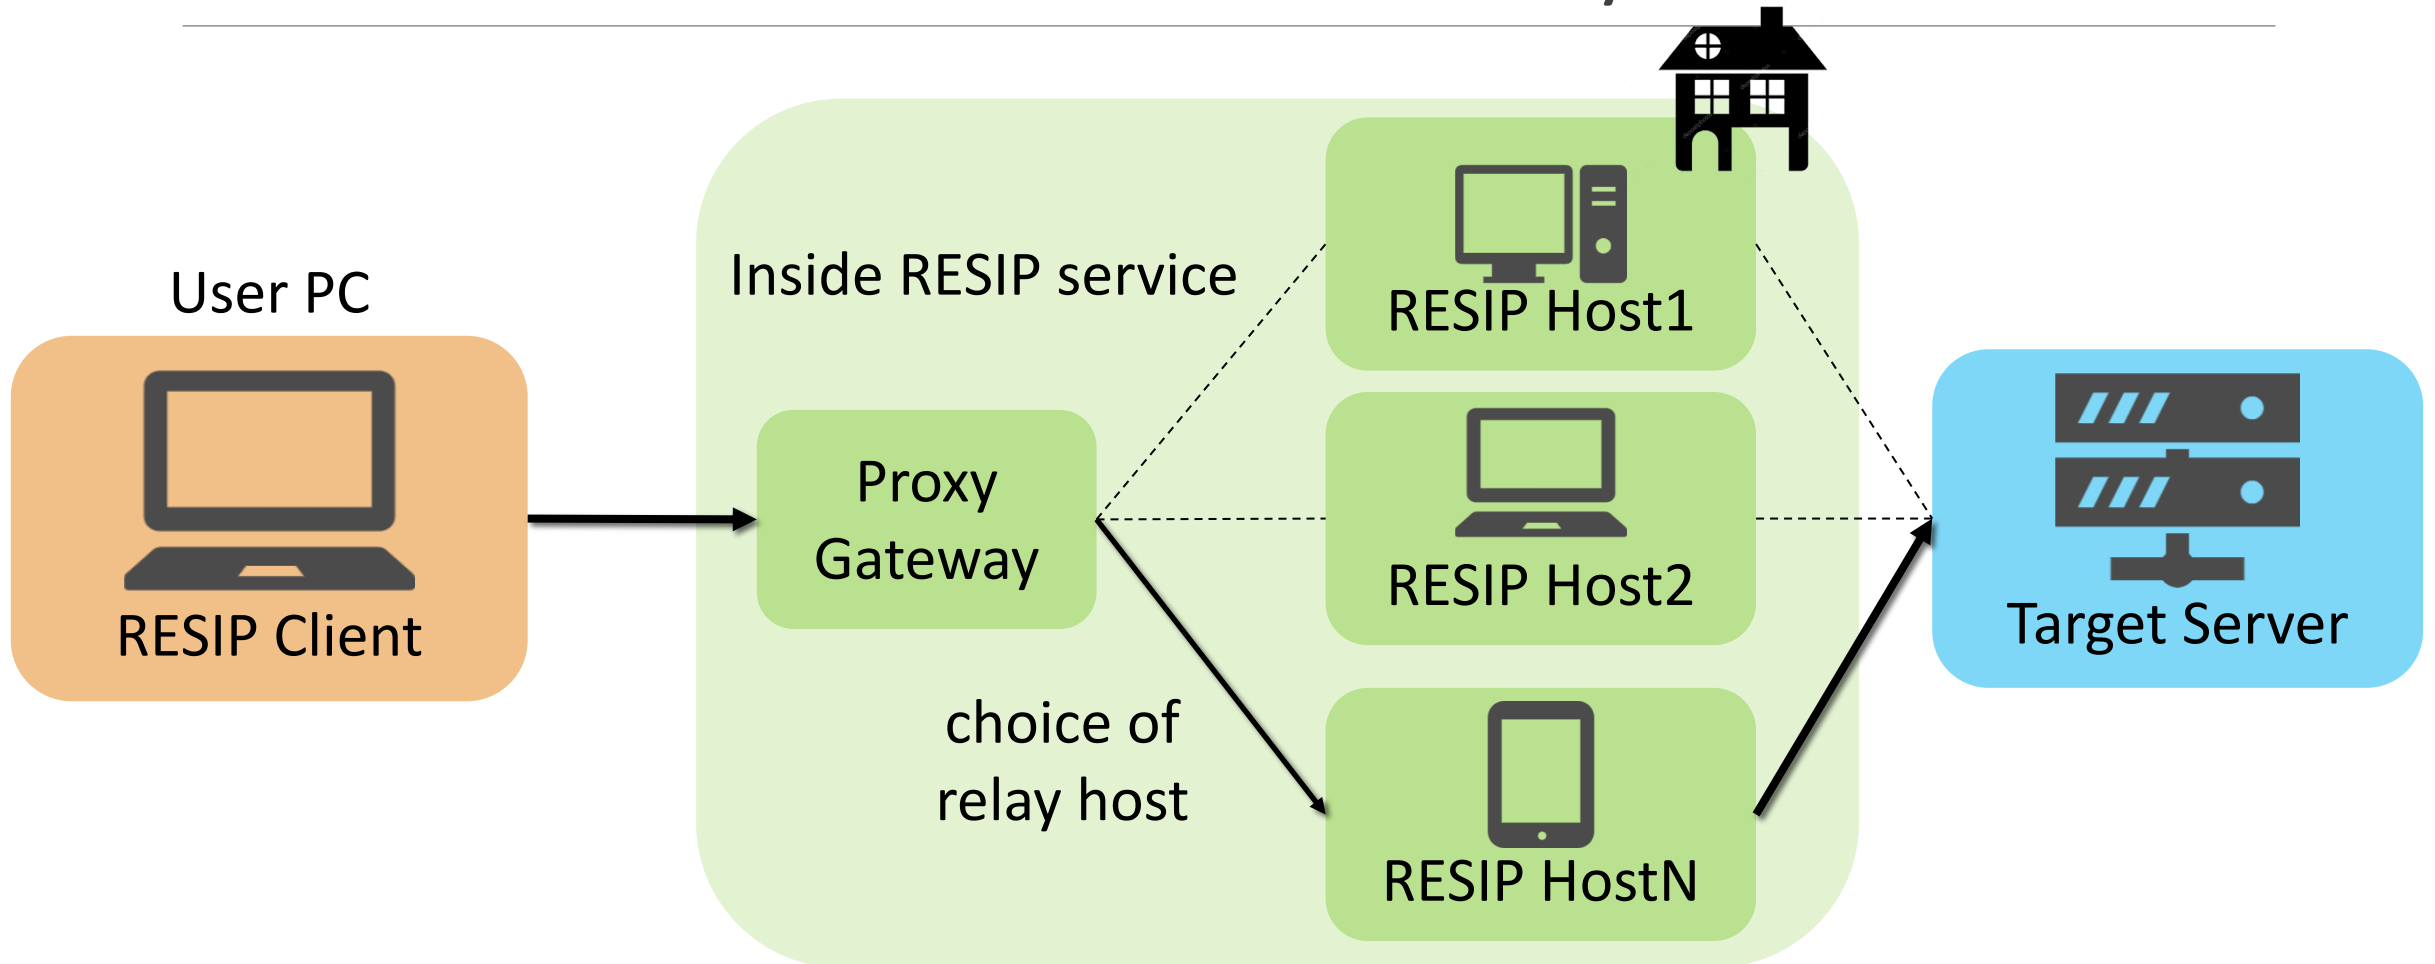 User PC
RESIP Client
Inside RESIP service
Proxy
Gateway
choice of
relay host
RESIP Host1
RESIP Host2
RESIP HostN
Target Server